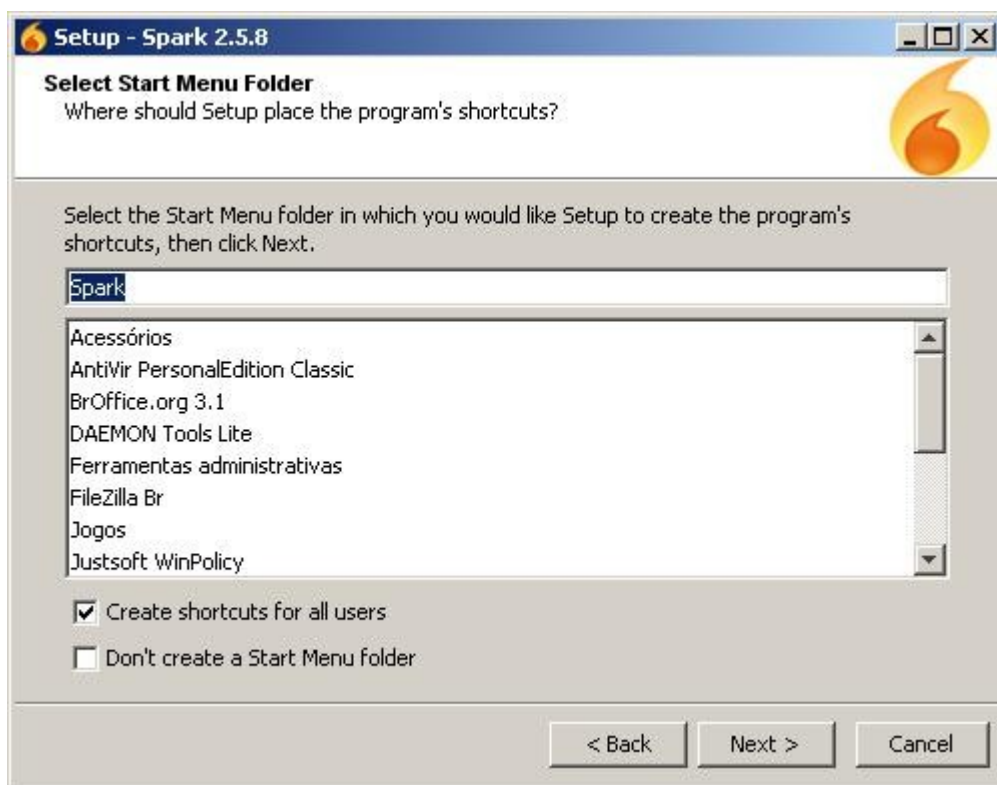 Setup - Spark 2.5.8
Select Start Menu Folder
Where should Setup place the program's shortcuts?
Select the Start Menu folder in which you would like Setup to create the program's
shortcuts, then click Next.
Spark
Acessórios
AntiVir PersonalEdition Classic
BrOffice.org 3.1
DAEMON Tools Lite
Ferramentas administrativas
FileZilla Br
Jogos
Justsoft WinPolicy
Create shortcuts for all users
Don't create a Start Menu folder
< Back Next > Cancel